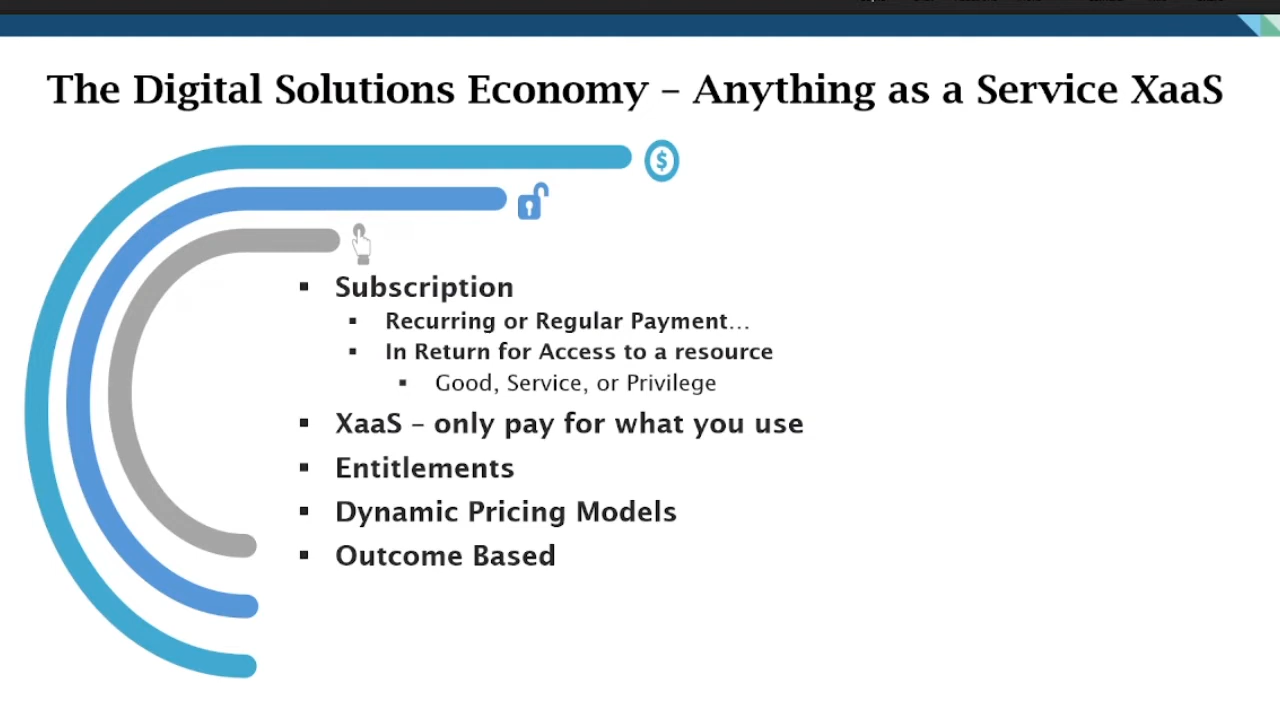 The Digital Solutions Economy – Anything as a Service XaaS
$
▪ Subscription
▪ Recurring or Regular Payment...
▪ In Return for Access to a resource
▪ Good, Service, or Privilege
▪ XaaS – only pay for what you use
▪ Entitlements
▪ Dynamic Pricing Models
▪ Outcome Based